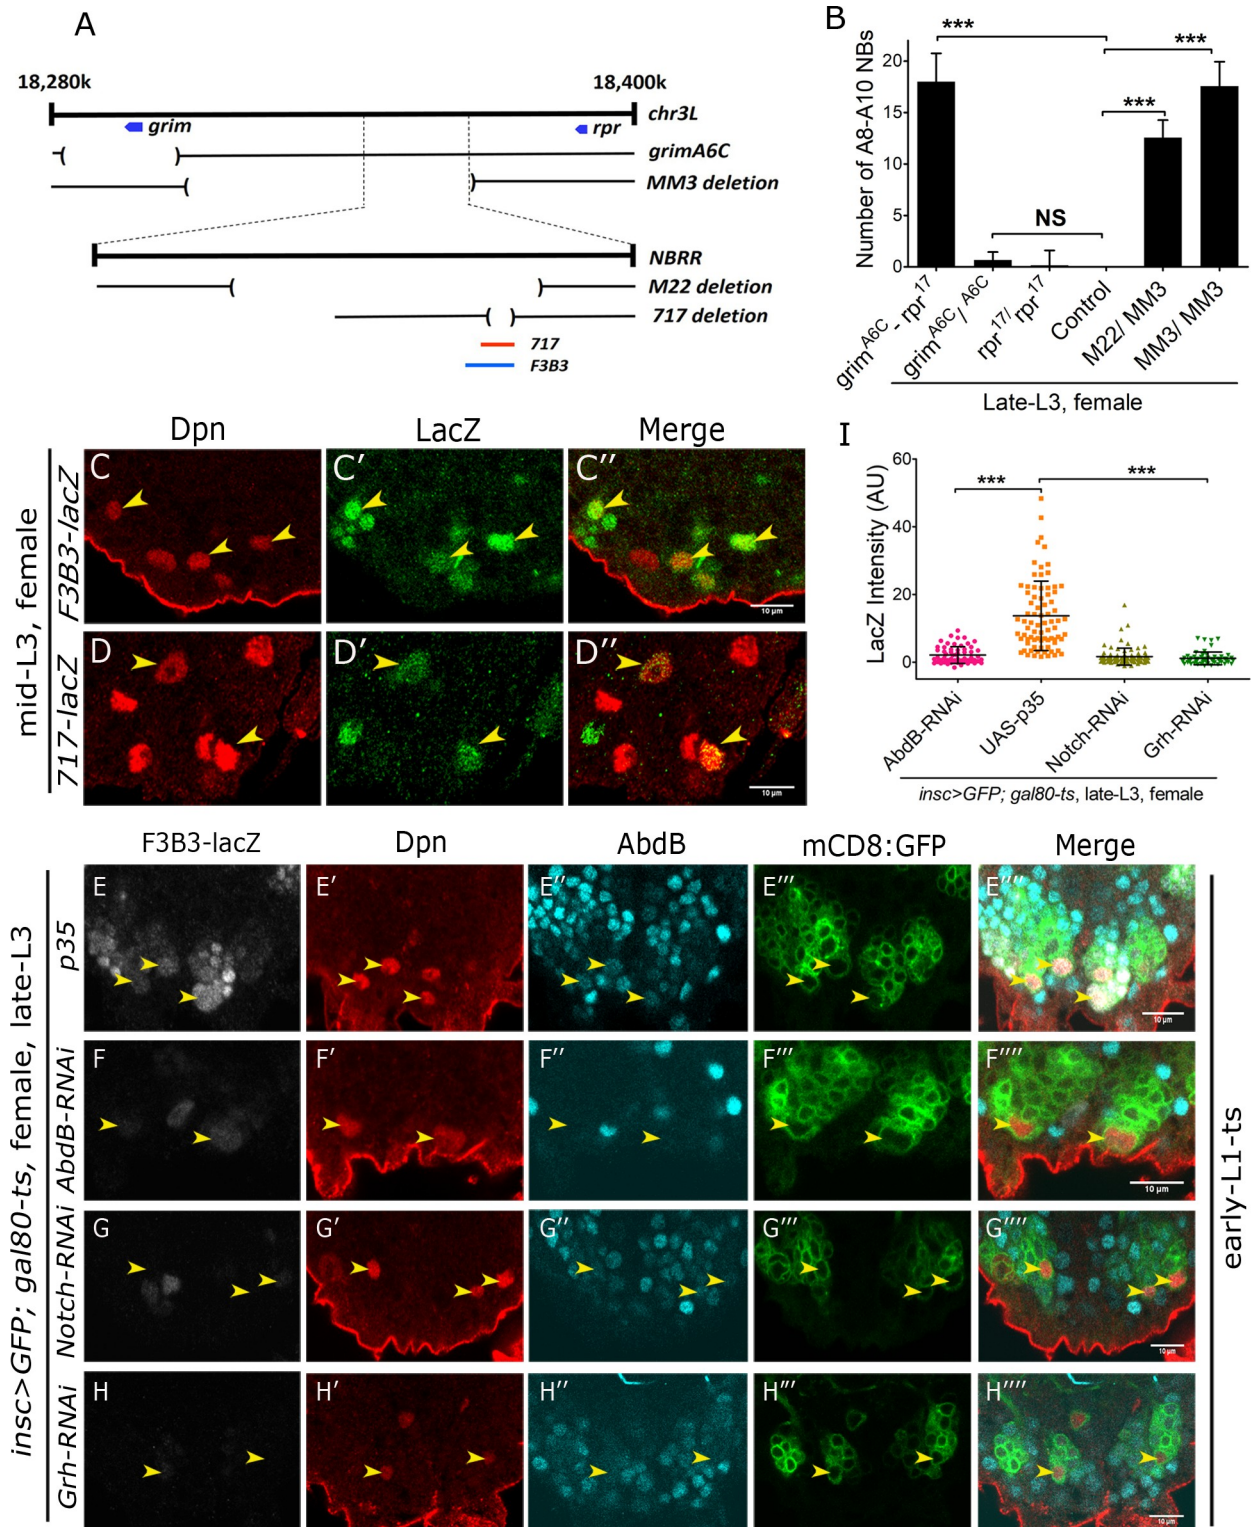 A
18,280k
18,400k
chr3L
grim
rpr
grimA6C
MM3 deletion
NBRR
M22 deletion
717 deletion
717
F3B3
B
Number of A8-A10 NBs
20
15
10
5
0
***
***
***
NS
grim^A6C - rpr^17
grim^A6C / A6C
rpr^17/ rpr^17
Control
M22/ MM3
MM3/ MM3
Late-L3, female
Dpn
LacZ
Merge
mid-L3, female
F3B3-lacZ
C
C′
C′′
10 µm
717-lacZ
D
D′
D′′
10 µm
I
LacZ Intensity (AU)
60
40
20
0
***
***
AbdB-RNAi
UAS-p35
Notch-RNAi
Grh-RNAi
insc>GFP; gal80-ts, late-L3, female
F3B3-lacZ
Dpn
AbdB
mCD8:GFP
Merge
insc>GFP; gal80-ts, female, late-L3
early-L1-ts
p35
E
E′
E′′
E′′′
E′′′′
10 µm
AbdB-RNAi
F
F′
F′′
F′′′
F′′′′
10 µm
Notch-RNAi
G
G′
G′′
G′′′
G′′′′
10 µm
Grh-RNAi
H
H′
H′′
H′′′
H′′′′
10 µm